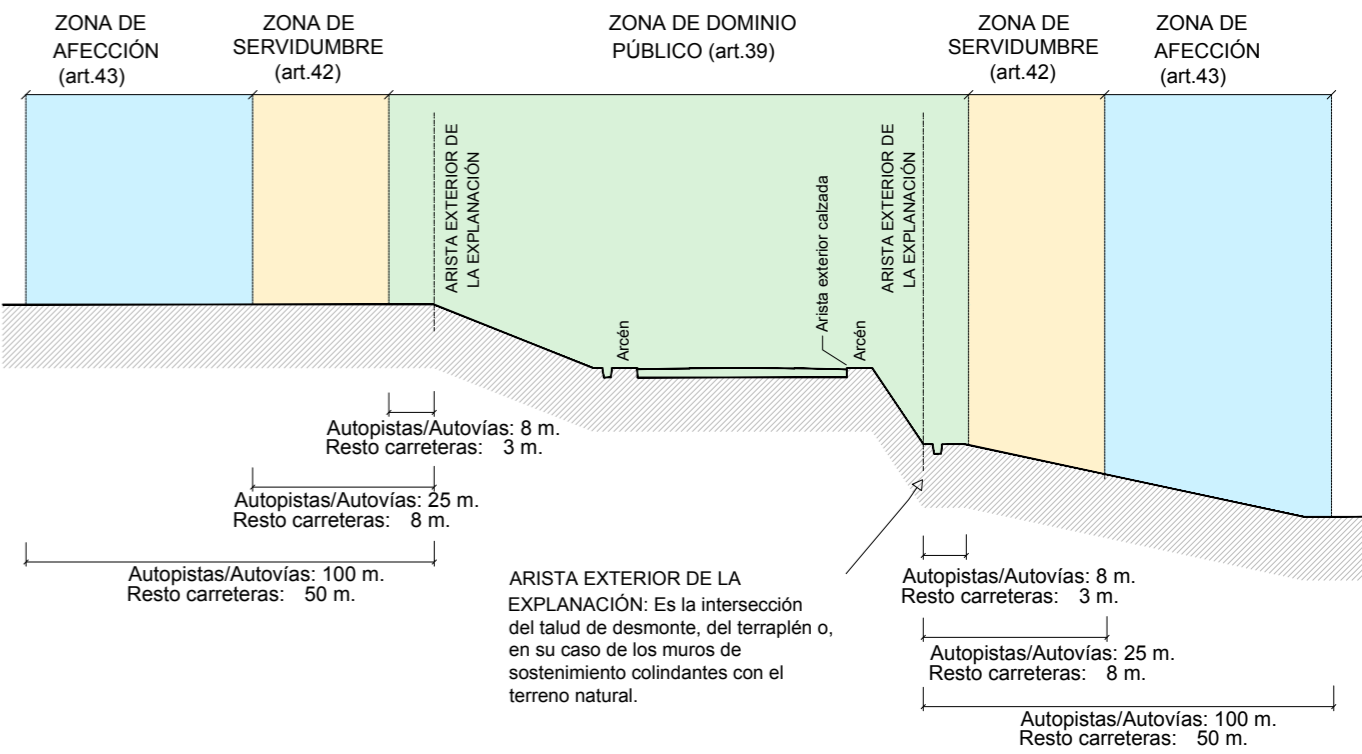 ZONA DE
AFECCIÓN
(art.43)
ZONA DE
SERVIDUMBRE
(art.42)
ZONA DE DOMINIO
PÚBLICO (art.39)
ZONA DE
SERVIDUMBRE
(art.42)
ZONA DE
AFECCIÓN
(art.43)
ARISTA EXTERIOR DE
LA EXPLANACIÓN
Arcén
Arista exterior calzada
Arcén
ARISTA EXTERIOR DE
LA EXPLANACIÓN
Autopistas/Autovías: 8 m.
Resto carreteras: 3 m.
Autopistas/Autovías: 25 m.
Resto carreteras: 8 m.
Autopistas/Autovías: 100 m.
Resto carreteras: 50 m.
ARISTA EXTERIOR DE LA
EXPLANACIÓN: Es la intersección
del talud de desmonte, del terraplén o,
en su caso de los muros de
sostenimiento colindantes con el
terreno natural.
Autopistas/Autovías: 8 m.
Resto carreteras: 3 m.
Autopistas/Autovías: 25 m.
Resto carreteras: 8 m.
Autopistas/Autovías: 100 m.
Resto carreteras: 50 m.